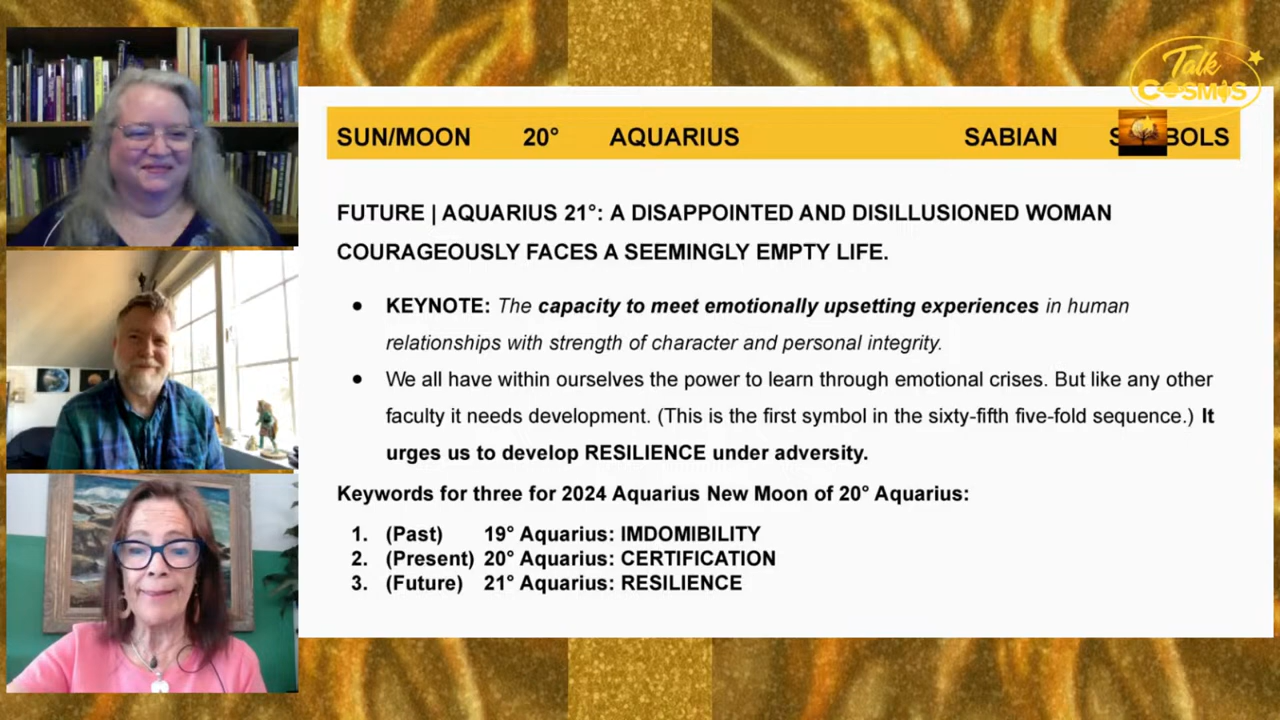 Talk
COSMIS
SUN/MOON 20° AQUARIUS SABIAN S BOLS
FUTURE | AQUARIUS 21°: A DISAPPOINTED AND DISILLUSIONED WOMAN
COURAGEOUSLY FACES A SEEMINGLY EMPTY LIFE.
• KEYNOTE: The capacity to meet emotionally upsetting experiences in human
relationships with strength of character and personal integrity.
• We all have within ourselves the power to learn through emotional crises. But like any other
faculty it needs development. (This is the first symbol in the sixty-fifth five-fold sequence.) It
urges us to develop RESILIENCE under adversity.
Keywords for three for 2024 Aquarius New Moon of 20° Aquarius:
1. (Past) 19° Aquarius: IMDOMIBILITY
2. (Present) 20° Aquarius: CERTIFICATION
3. (Future) 21° Aquarius: RESILIENCE